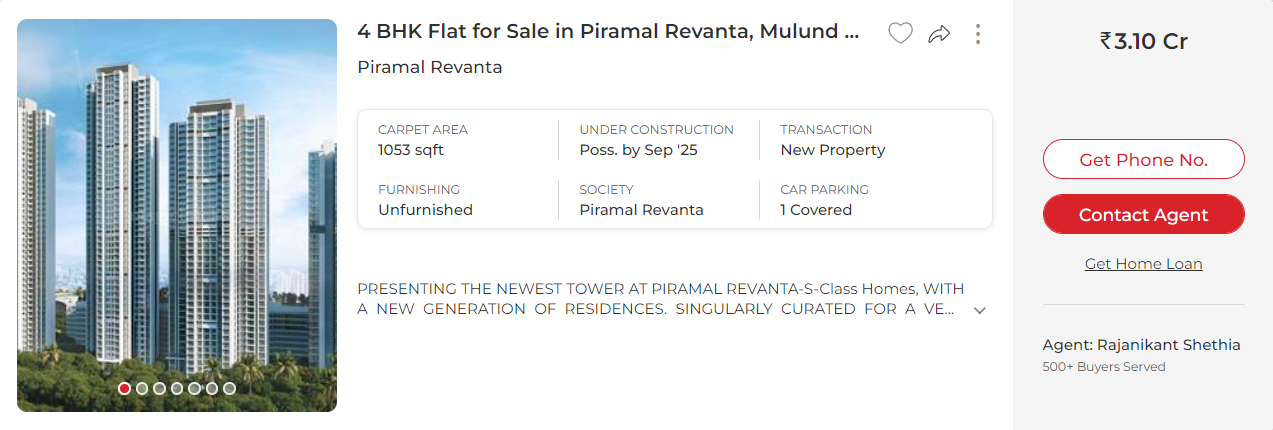 4 BHK Flat for Sale in Piramal Revanta, Mulund ...
Piramal Revanta
CARPET AREA
1053 sqft
UNDER CONSTRUCTION
Poss. by Sep '25
TRANSACTION
New Property
FURNISHING
Unfurnished
SOCIETY
Piramal Revanta
CAR PARKING
1 Covered
PRESENTING THE NEWEST TOWER AT PIRAMAL REVANTA-S-Class Homes, WITH
A NEW GENERATION OF RESIDENCES. SINGULARLY CURATED FOR A VE...
₹3.10 Cr
Get Phone No.
Contact Agent
Get Home Loan
Agent: Rajanikant Shethia
500+ Buyers Served